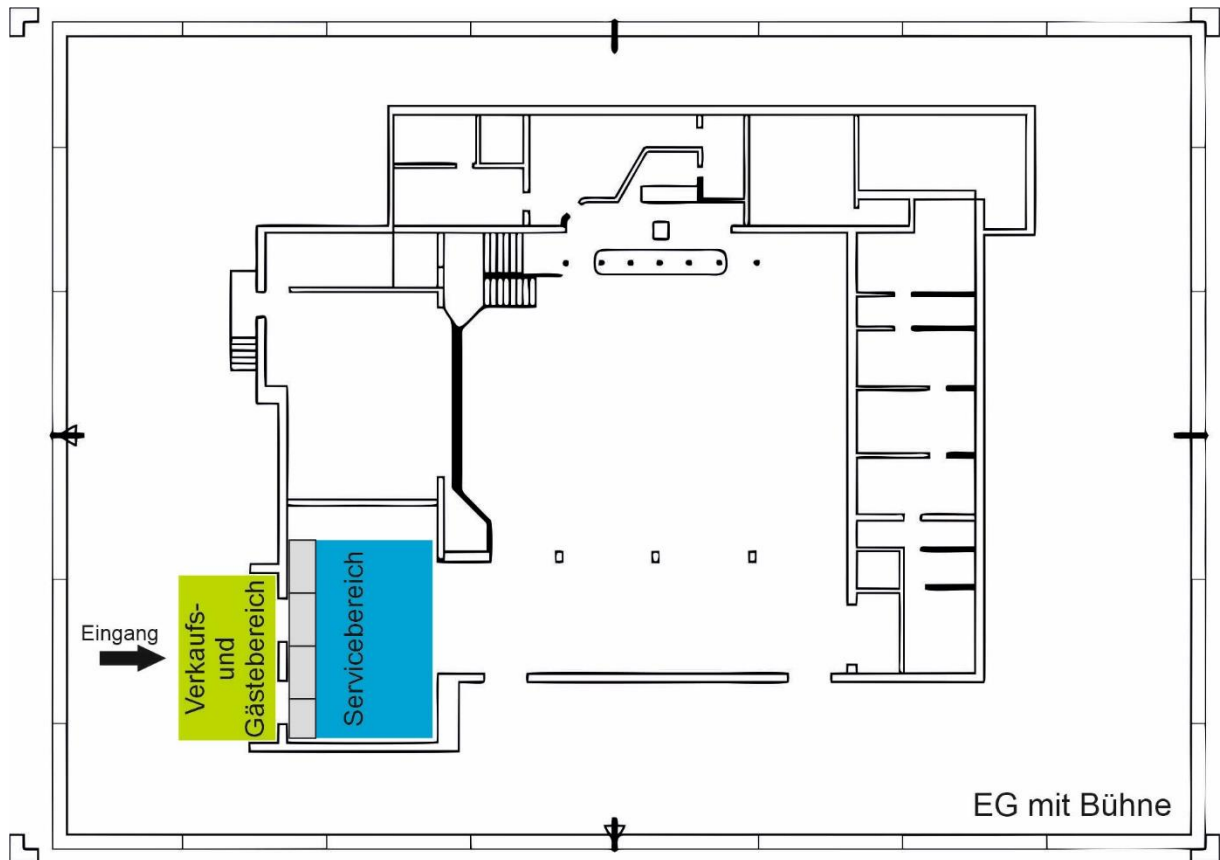 Eingang
Verkaufs-
und
Gästebereich
Servicebereich
EG mit Bühne